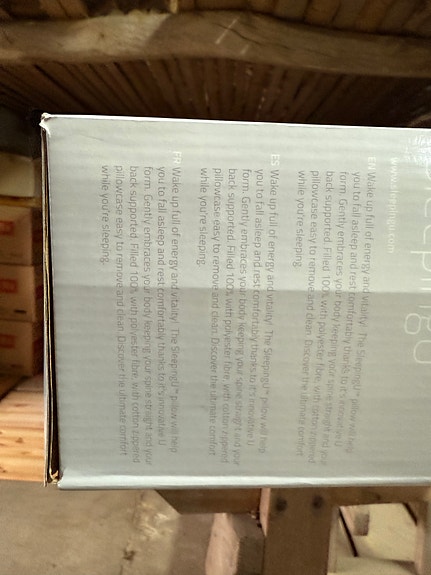 SleepingU
EN Wake up full of energy and vitality! The SleepingU™ pillow will help
you to fall asleep and rest comfortably thanks to it's innovative U
form. Gently embraces your body keeping your spine straight and your
back supported. Filled 100% with polyester fibre, with cotton zippered
pillowcase easy to remove and clean. Discover the ultimate comfort
while you're sleeping.
ES Wake up full of energy and vitality! The SleepingU™ pillow will help
you to fall asleep and rest comfortably thanks to it's innovative U
form. Gently embraces your body keeping your spine straight and your
back supported. Filled 100% with polyester fibre, with cotton zippered
pillowcase easy to remove and clean. Discover the ultimate comfort
while you're sleeping.
FR Wake up full of energy and vitality! The SleepingU™ pillow will help
you to fall asleep and rest comfortably thanks to it's innovative U
form. Gently embraces your body keeping your spine straight and your
back supported. Filled 100% with polyester fibre, with cotton zippered
pillowcase easy to remove and clean. Discover the ultimate comfort
while you're sleeping.